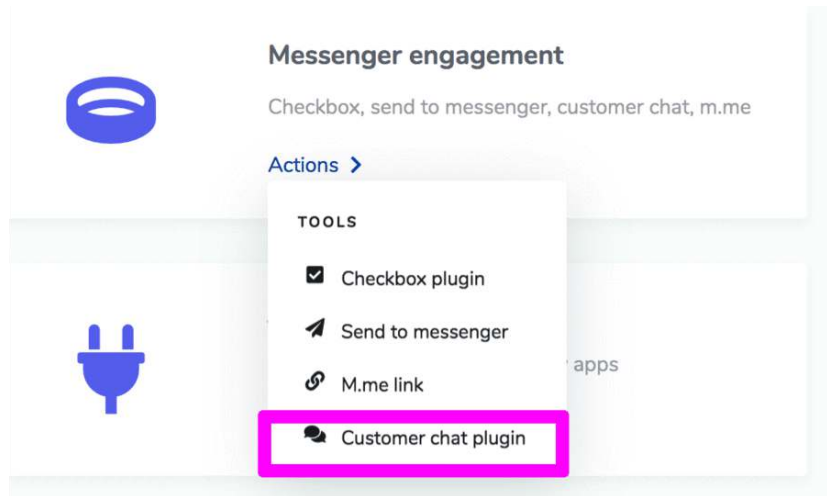 Messenger engagement
Checkbox, send to messenger, customer chat, m.me
Actions
TOOLS
Checkbox plugin
Send to messenger
apps
M.me link
Customer chat plugin